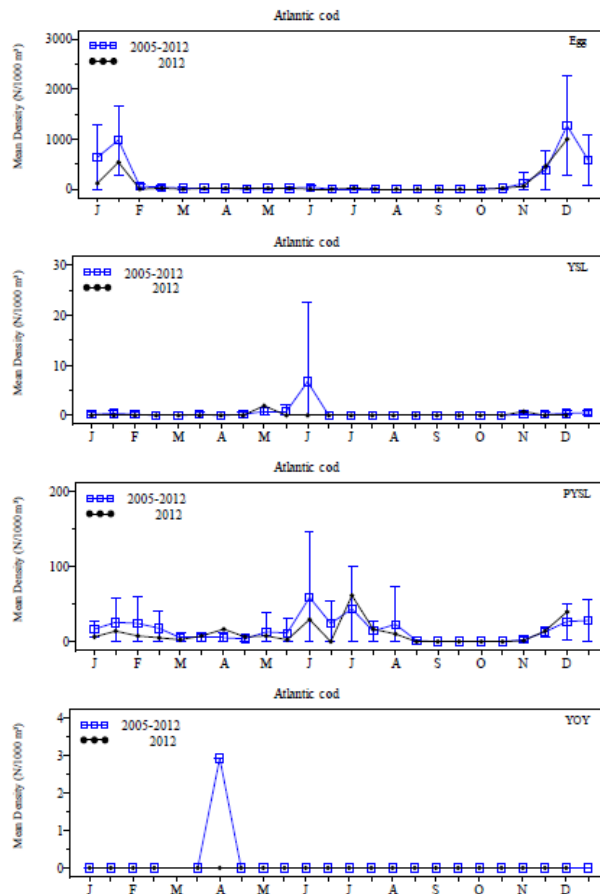 Atlantic cod
Mean Density (N/1000 m³)
3000
2000
1000
0
2005-2012
2012
Egg
J F M A M J J A S O N D
Atlantic cod
Mean Density (N/1000 m³)
30
20
10
0
2005-2012
2012
YSL
J F M A M J J A S O N D
Atlantic cod
Mean Density (N/1000 m³)
200
100
0
2005-2012
2012
PYSL
J F M A M J J A S O N D
Atlantic cod
Mean Density (N/1000 m³)
4
3
2
1
0
2005-2012
2012
YOY
J F M A M J J A S O N D